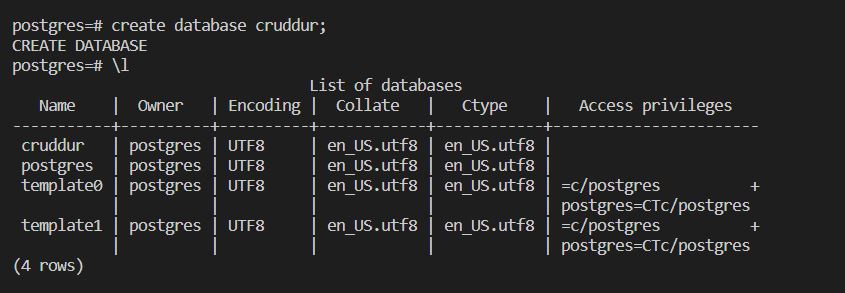 postgres=# create database cruddur;
CREATE DATABASE
postgres=# \l
                                 List of databases
   Name    |  Owner   | Encoding |  Collate   |   Ctype    |   Access privileges
-----------+----------+----------+------------+------------+-----------------------
 cruddur   | postgres | UTF8     | en_US.utf8 | en_US.utf8 |
 postgres  | postgres | UTF8     | en_US.utf8 | en_US.utf8 |
 template0 | postgres | UTF8     | en_US.utf8 | en_US.utf8 | =c/postgres          +
           |          |          |            |            | postgres=CTc/postgres
 template1 | postgres | UTF8     | en_US.utf8 | en_US.utf8 | =c/postgres          +
           |          |          |            |            | postgres=CTc/postgres
(4 rows)